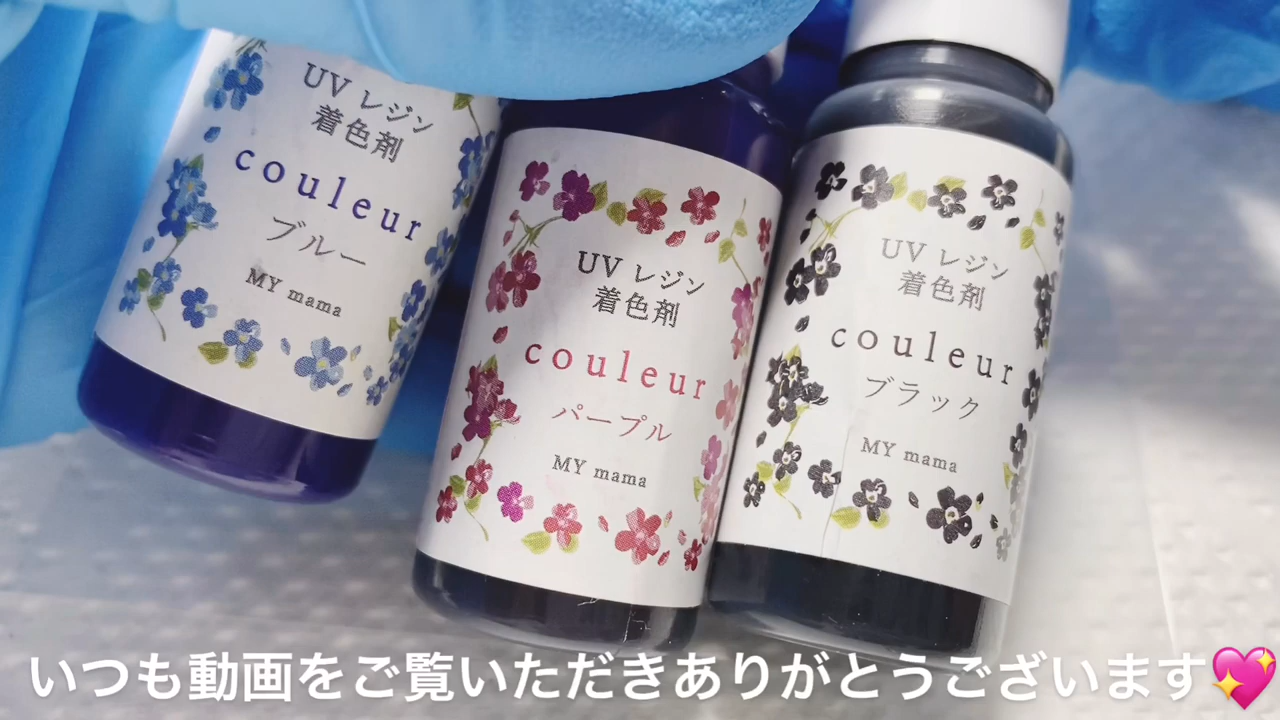 UV レジン
着色剤
couleur
ブルー
MY mama
UV レジン
着色剤
couleur
パープル
MY mama
UV レジン
着色剤
couleur
ブラック
MY mama
いつも動画をご覧いただきありがとうございます💖